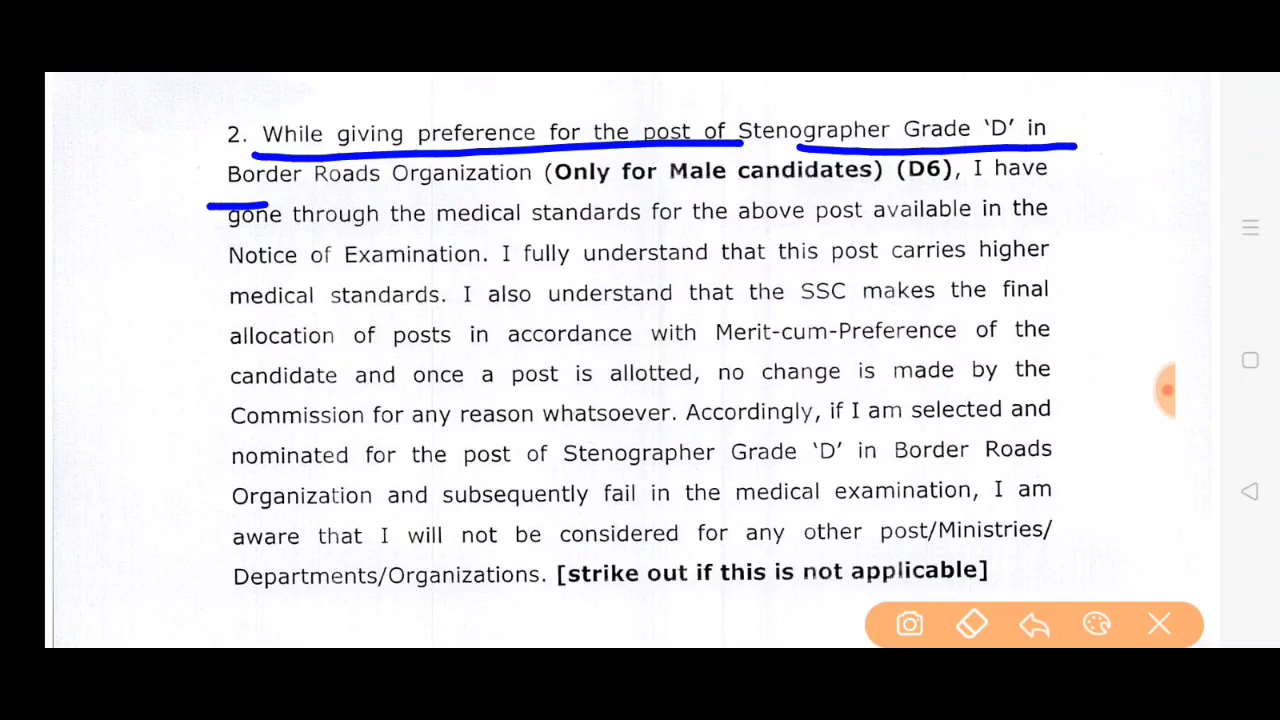 2. While giving preference for the post of Stenographer Grade ‘D’ in
Border Roads Organization (Only for Male candidates) (D6), I have
gone through the medical standards for the above post available in the
Notice of Examination. I fully understand that this post carries higher
medical standards. I also understand that the SSC makes the final
allocation of posts in accordance with Merit-cum-Preference of the
candidate and once a post is allotted, no change is made by the
Commission for any reason whatsoever. Accordingly, if I am selected and
nominated for the post of Stenographer Grade ‘D’ in Border Roads
Organization and subsequently fail in the medical examination, I am
aware that I will not be considered for any other post/Ministries/
Departments/Organizations. [strike out if this is not applicable]